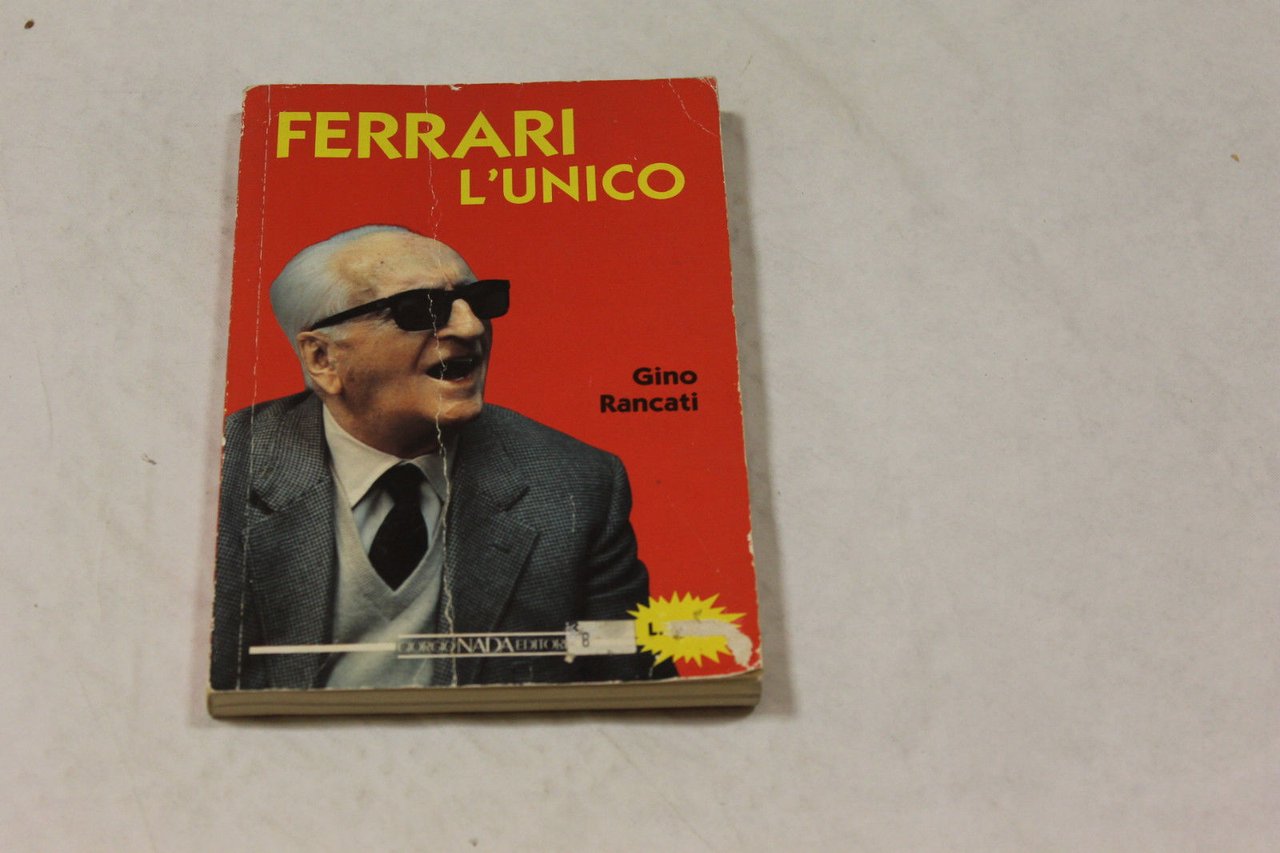 FERRARI
L'UNICO
Gino
Rancati
GIORGIO NADA EDITORE
L.